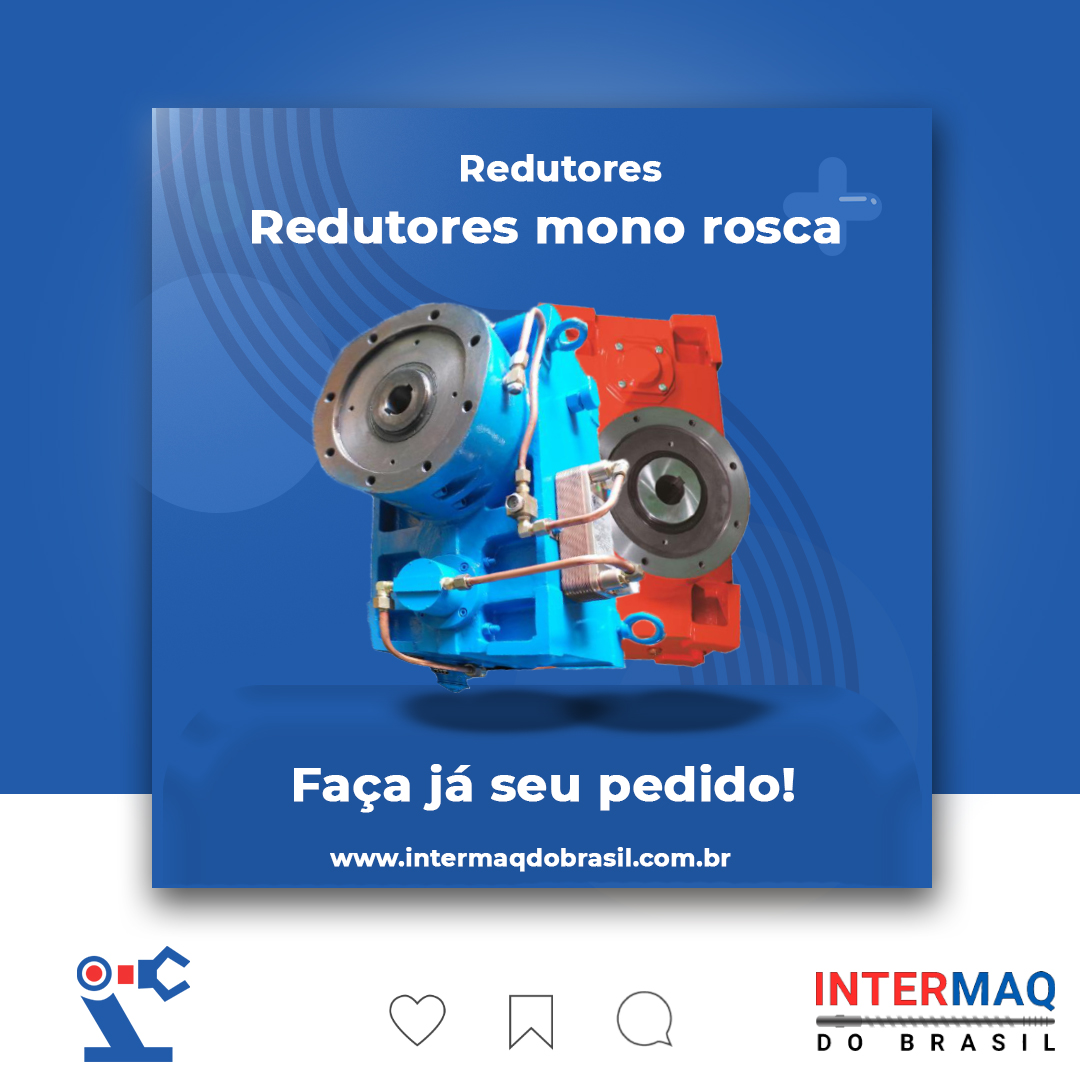 Redutores
Redutores mono rosca
Faça já seu pedido!
www.intermaqdobrasil.com.br
INTERMAQ
DO BRASIL